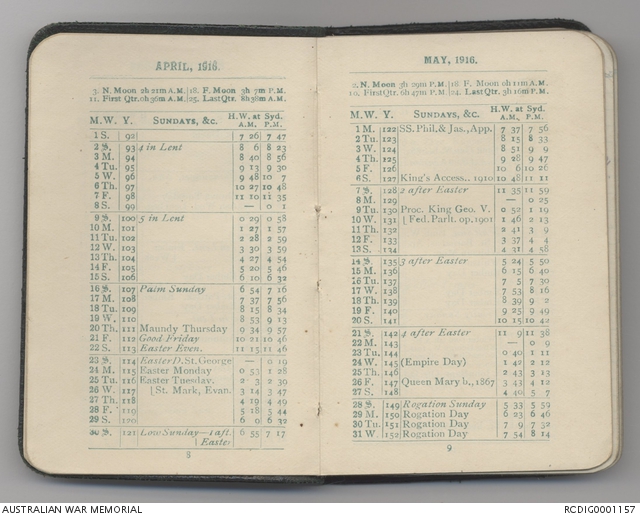 APRIL, 1916.
3. N. Moon 2h 21m A.M. 18. F. Moon 3h 7m P.M.
11. First Qtr. 0h 36m A.M. 25. Last Qtr. 8h 38m A.M.
M. W. Y. SUNDAYS, &c. H. W. at Syd.
A.M. P.M.
1 S. 92 7 26 7 47
2 S. 93 4 in Lent 8 6 8 23
3 M. 94 8 40 8 56
4 Tu. 95 9 13 9 30
5 W. 96 9 48 10 7
6 Th. 97 10 27 10 48
7 F. 98 11 10 11 35
8 S. 99 — 0 1
9 S. 100 5 in Lent 0 29 0 58
10 M. 101 1 27 1 57
11 Tu. 102 2 28 2 59
12 W. 103 3 30 3 59
13 Th. 104 4 27 4 54
14 F. 105 5 20 5 46
15 S. 106 6 10 6 32
16 S. 107 Palm Sunday 6 54 7 16
17 M. 108 7 37 7 56
18 Tu. 109 8 15 8 34
19 W. 110 8 53 9 13
20 Th. 111 Maundy Thursday 9 34 9 57
21 F. 112 Good Friday 10 21 10 46
22 S. 113 Easter Even. 11 15 11 46
23 S. 114 Easter D. St. George — 0 19
24 M. 115 Easter Monday 0 53 1 28
25 Tu. 116 Easter Tuesday. 2 3 2 39
26 W. 117 [St. Mark, Evan. 3 14 3 47
27 Th. 118 4 19 4 49
28 F. 119 5 18 5 44
29 S. 120 6 9 6 32
30 S. 121 Low Sunday—1 aft. 6 55 7 17
[Easter
8
MAY, 1916.
2. N. Moon 3h 29m P.M. 18 F. Moon 0h 11m A.M.
10. First Qtr. 6h 47m P.M. 24. Last Qtr. 3h 16m P.M.
M. W. Y. SUNDAYS, &c. H. W. at Syd.
A.M. P.M.
1 M. 122 SS. Phil. & Jas., App. 7 37 7 56
2 Tu. 123 8 15 8 33
3 W. 124 8 51 9 9
4 Th. 125 9 28 9 47
5 F. 126 10 6 10 26
6 S. 127 King's Access.. 1910 10 48 11 11
7 S. 128 2 after Easter 11 33 11 59
8 M. 129 — 0 25
9 Tu. 130 Proc. King Geo. V. 0 52 1 19
10 W. 131 [Fed. Parlt. op. 1901 1 46 2 13
11 Th. 132 2 41 3 9
12 F. 133 3 37 4 4
13 S. 134 4 31 4 58
14 S. 135 3 after Easter 5 24 5 50
15 M. 136 6 15 6 40
16 Tu. 137 7 5 7 30
17 W. 138 7 53 8 16
18 Th. 139 8 39 9 2
19 F. 140 9 25 9 49
20 S. 141 10 15 10 42
21 S. 142 4 after Easter 11 9 11 38
22 M. 143 — 0 9
23 Tu. 144 0 40 1 11
24 W. 145 (Empire Day) 1 42 2 12
25 Th. 146 2 43 3 13
26 F. 147 Queen Mary b., 1867 3 43 4 12
27 S. 148 4 40 5 7
28 S. 149 Rogation Sunday 5 33 5 59
29 M. 150 Rogation Day 6 23 6 46
30 Tu. 151 Rogation Day 7 9 7 32
31 W. 152 Rogation Day 7 54 8 14
9
AUSTRALIAN WAR MEMORIAL
RCDIG0001157